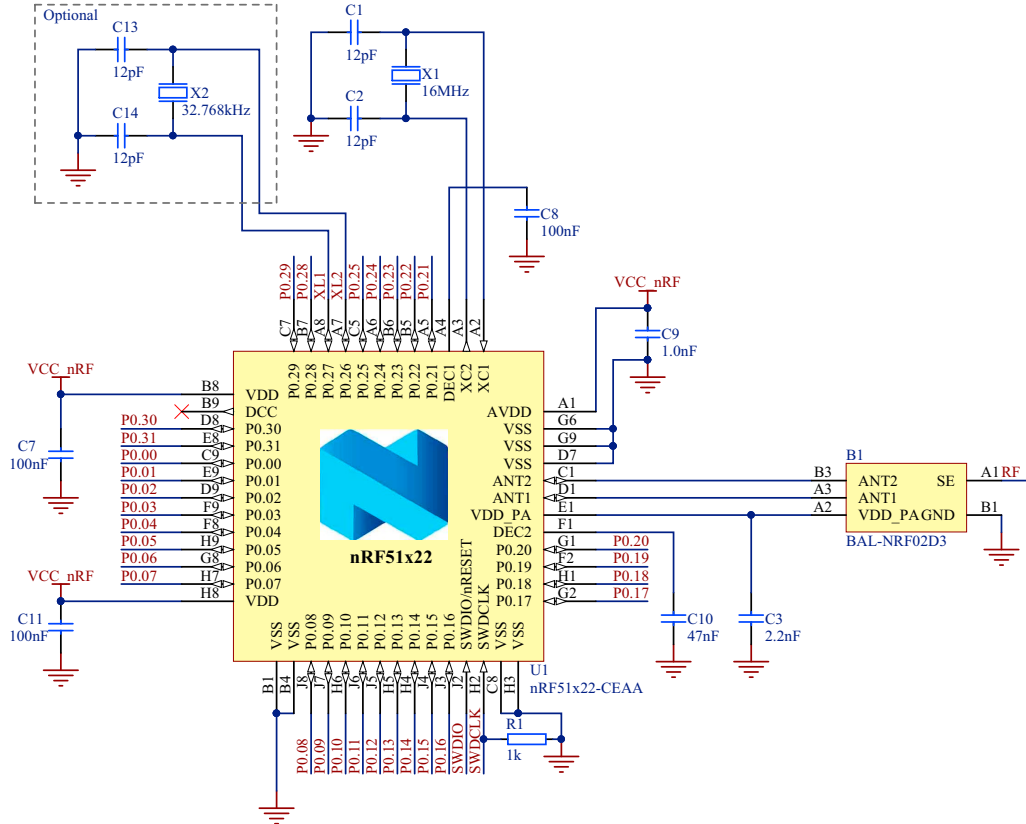 Optional
C13
12pF
X2
32.768kHz
C14
12pF
C1
12pF
X1
16MHz
C2
12pF
C8
100nF
P0.29
P0.28
XL1
XL2
P0.25
P0.24
P0.23
P0.22
P0.21
C7
B7
A8
A7
C5
A6
B6
B5
A5
A4
A3
A2
P0.29
P0.28
P0.27
P0.26
P0.25
P0.24
P0.23
P0.22
P0.21
DEC1
XC2
XC1
VCC_nRF
C9
1.0nF
VCC_nRF
C7
100nF
B8
VDD
B9
DCC
P0.30
D8
P0.30
P0.31
E8
P0.31
P0.00
C9
P0.00
P0.01
E9
P0.01
P0.02
D9
P0.02
P0.03
F9
P0.03
P0.04
F8
P0.04
P0.05
H9
P0.05
P0.06
G8
P0.06
P0.07
H7
P0.07
VCC_nRF
H8
VDD
C11
100nF
nRF51x22
AVDD
A1
VSS
G6
VSS
G9
VSS
D7
ANT2
C1
ANT1
D1
VDD_PA
E1
DEC2
F1
P0.20
G1
P0.20
P0.19
F2
P0.19
P0.18
H1
P0.18
P0.17
G2
P0.17
B1
B3
ANT2
SE
A1
RF
A3
ANT1
A2
VDD_PA
GND
B1
BAL-NRF02D3
C10
47nF
C3
2.2nF
VSS
VSS
P0.08
P0.09
P0.10
P0.11
P0.12
P0.13
P0.14
P0.15
P0.16
SWDIO/nRESET
SWDCLK
VSS
VSS
U1
nRF51x22-CEAA
B1
B4
J8
J7
H6
J6
J5
H5
H4
J4
J3
J2
H2
C8
H3
P0.08
P0.09
P0.10
P0.11
P0.12
P0.13
P0.14
P0.15
P0.16
SWDIO
SWDCLK
R1
1k